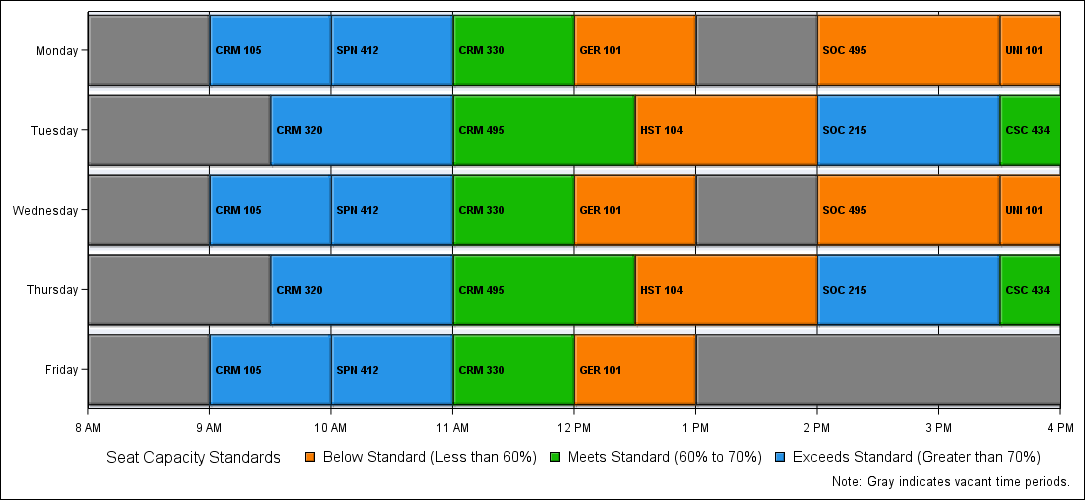 Monday CRM 105 SPN 412 CRM 330 GER 101 SOC 495 UNI 101
Tuesday CRM 320 CRM 495 HST 104 SOC 215 CSC 434
Wednesday CRM 105 SPN 412 CRM 330 GER 101 SOC 495 UNI 101
Thursday CRM 320 CRM 495 HST 104 SOC 215 CSC 434
Friday CRM 105 SPN 412 CRM 330 GER 101
8 AM 9 AM 10 AM 11 AM 12 PM 1 PM 2 PM 3 PM 4 PM
Seat Capacity Standards Below Standard (Less than 60%) Meets Standard (60% to 70%) Exceeds Standard (Greater than 70%)
Note: Gray indicates vacant time periods.